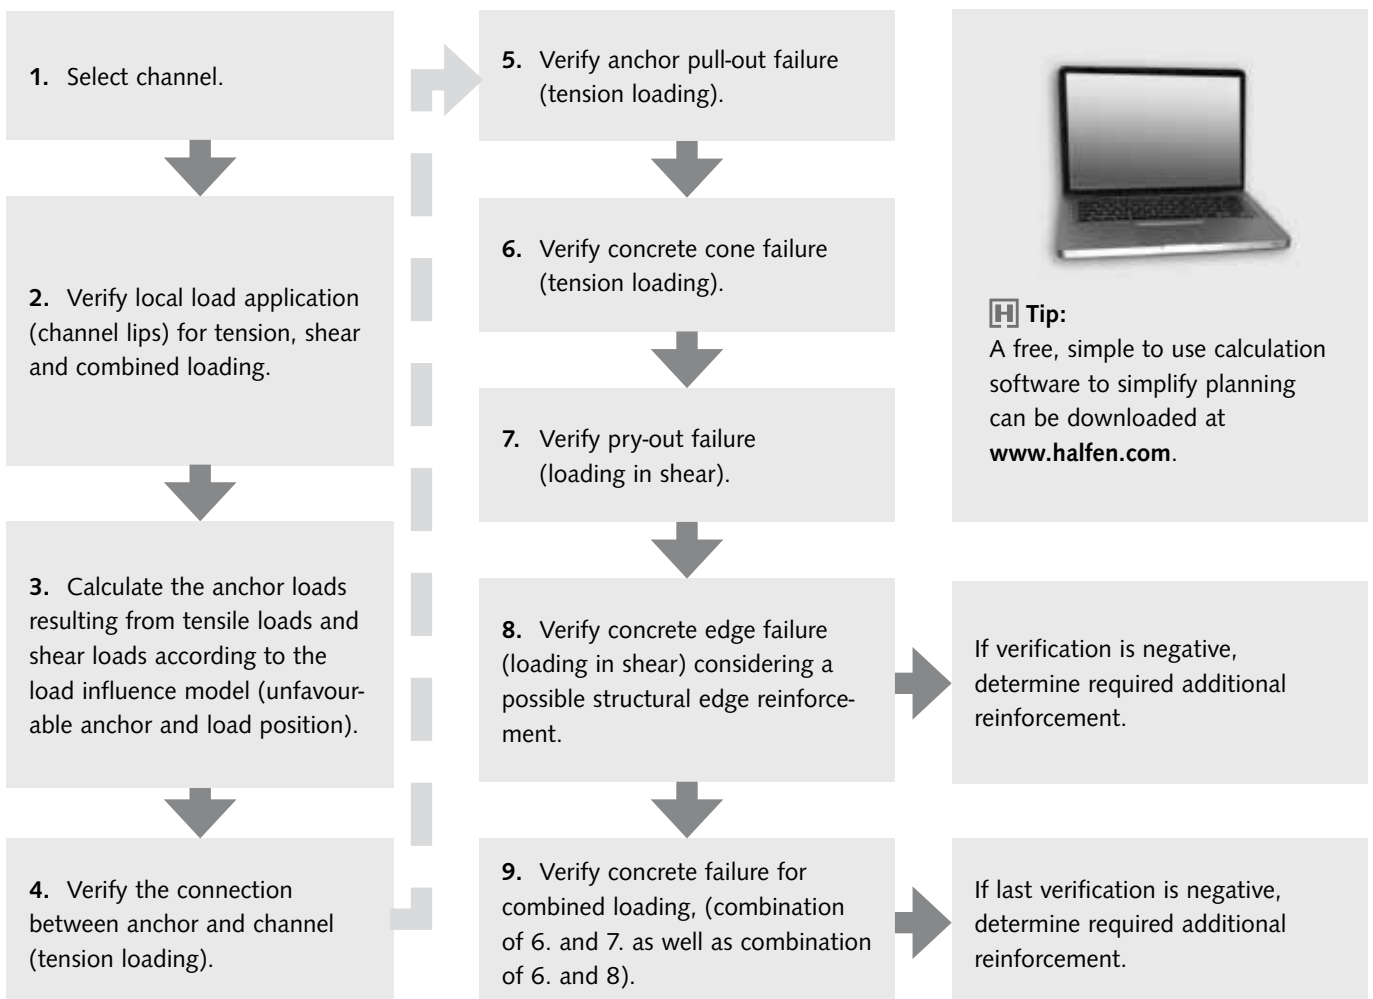 1. Select channel.
2. Verify local load application
(channel lips) for tension, shear
and combined loading.
3. Calculate the anchor loads
resulting from tensile loads and
shear loads according to the
load influence model (unfavour-
able anchor and load position).
4. Verify the connection
between anchor and channel
(tension loading).
5. Verify anchor pull-out failure
(tension loading).
6. Verify concrete cone failure
(tension loading).
7. Verify pry-out failure
(loading in shear).
8. Verify concrete edge failure
(loading in shear) considering a
possible structural edge reinforce-
ment.
9. Verify concrete failure for
combined loading, (combination
of 6. and 7. as well as combination
of 6. and 8).
H Tip:
A free, simple to use calculation
software to simplify planning
can be downloaded at
www.halfen.com.
If verification is negative,
determine required additional
reinforcement.
If last verification is negative,
determine required additional
reinforcement.